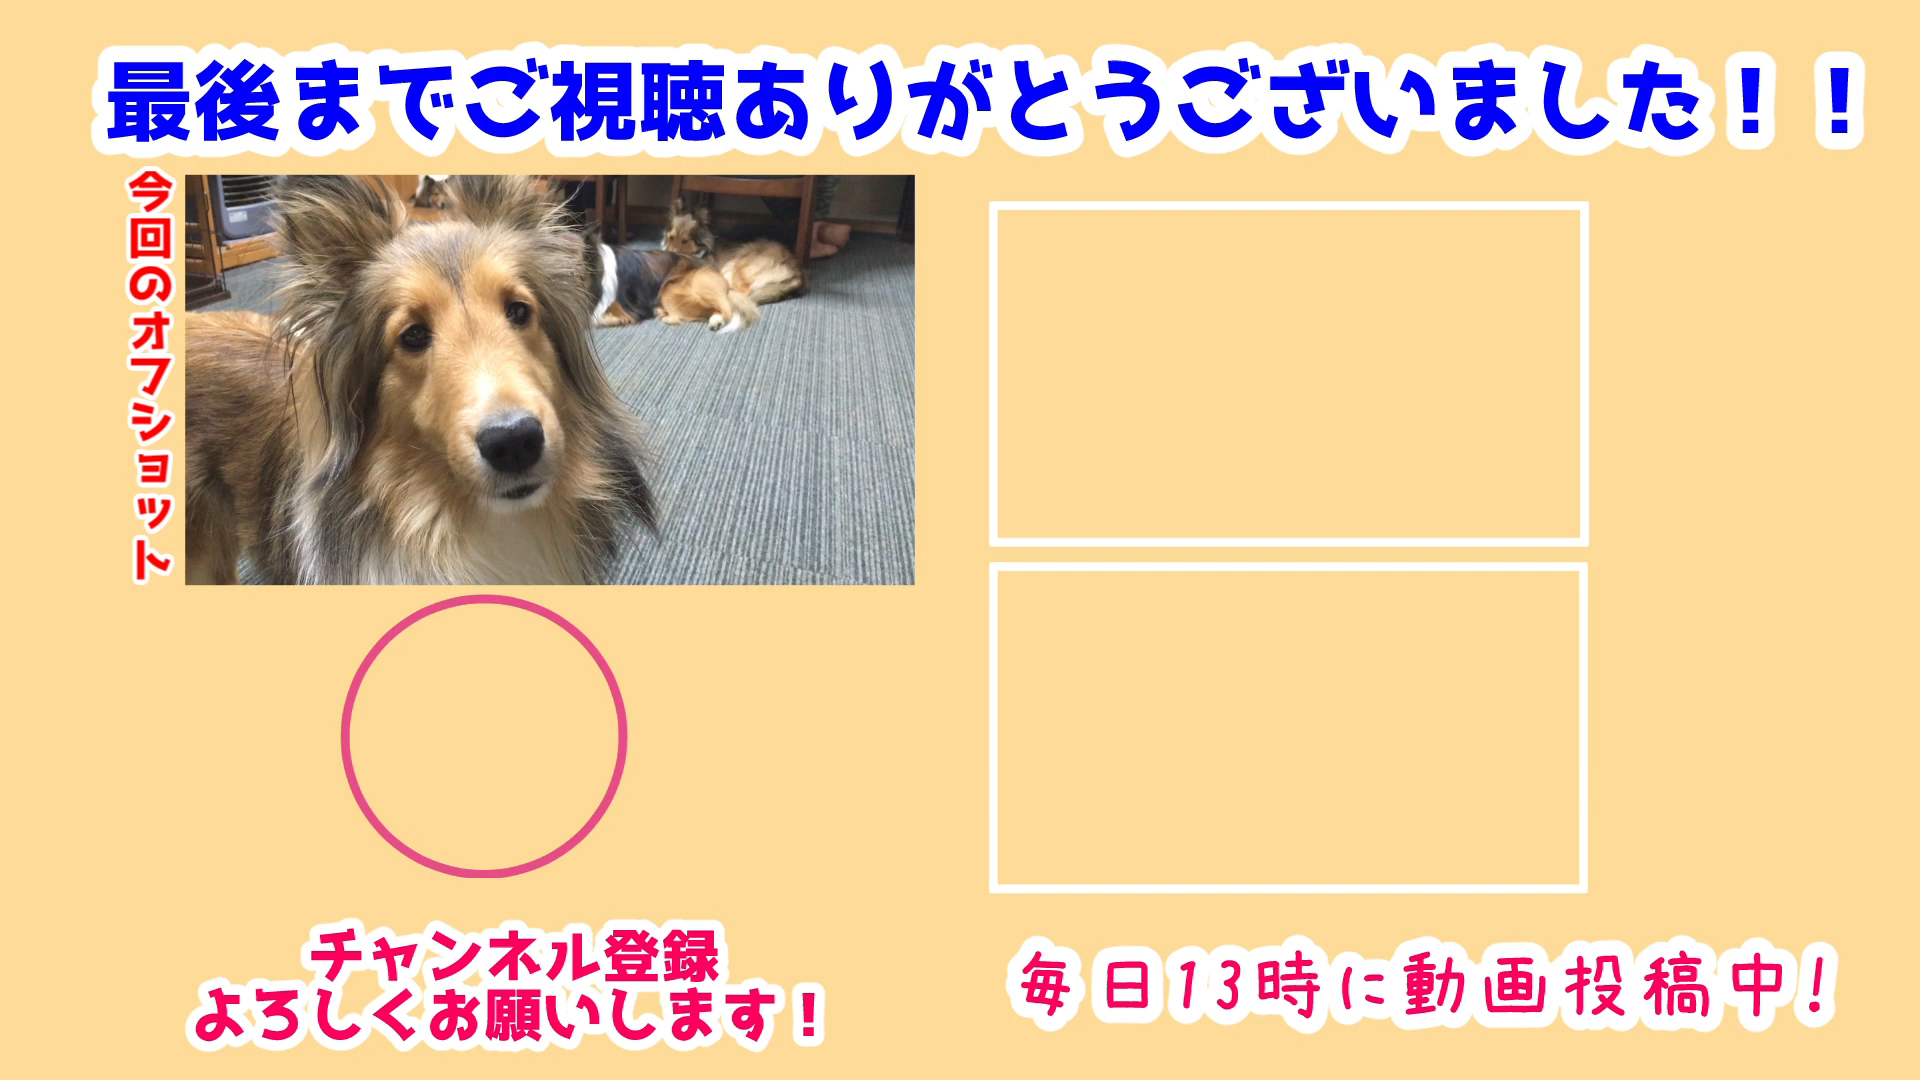 最後までご視聴ありがとうございました！！
今回のオフショット
チャンネル登録
よろしくお願いします！
毎日13時に動画投稿中！